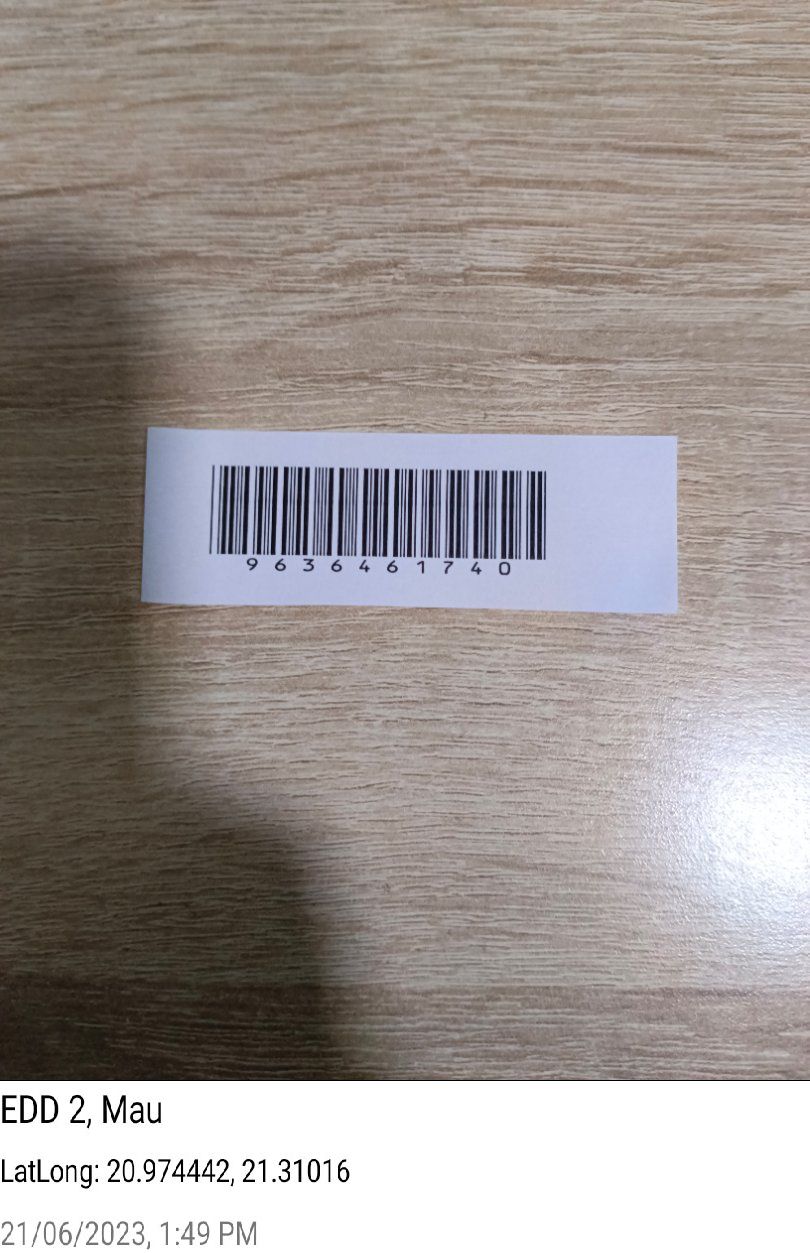 9636461740
EDD 2, Mau
LatLong: 20.974442, 21.31016
21/06/2023, 1:49 PM